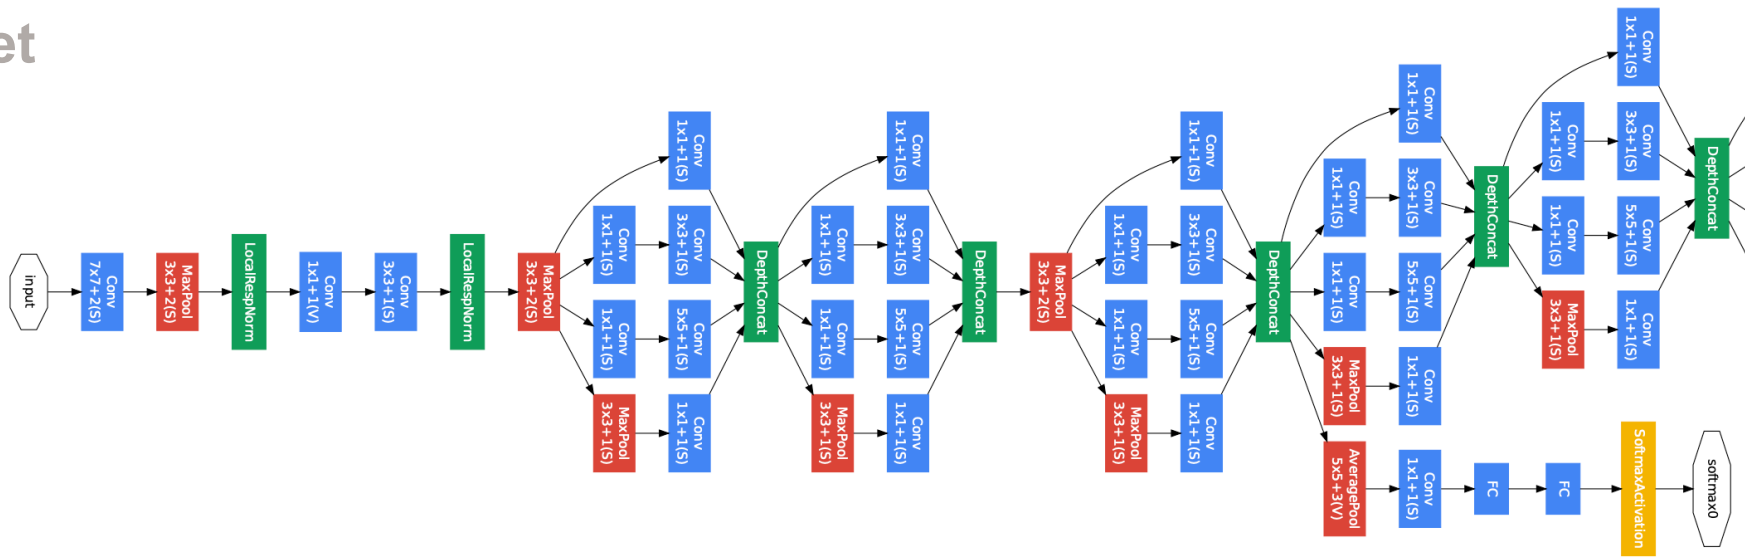 et
input
Conv
7x7+2(S)
MaxPool
3x3+2(S)
LocalRespNorm
Conv
1x1+1(V)
Conv
3x3+1(S)
LocalRespNorm
MaxPool
3x3+2(S)
Conv
1x1+1(S)
Conv
1x1+1(S)
Conv
3x3+1(S)
Conv
1x1+1(S)
Conv
5x5+1(S)
MaxPool
3x3+1(S)
Conv
1x1+1(S)
DepthConcat
Conv
1x1+1(S)
Conv
1x1+1(S)
Conv
3x3+1(S)
Conv
1x1+1(S)
Conv
5x5+1(S)
MaxPool
3x3+1(S)
Conv
1x1+1(S)
DepthConcat
MaxPool
3x3+2(S)
Conv
1x1+1(S)
Conv
1x1+1(S)
Conv
3x3+1(S)
Conv
1x1+1(S)
Conv
5x5+1(S)
MaxPool
3x3+1(S)
Conv
1x1+1(S)
DepthConcat
Conv
1x1+1(S)
Conv
1x1+1(S)
Conv
3x3+1(S)
Conv
1x1+1(S)
Conv
5x5+1(S)
MaxPool
3x3+1(S)
Conv
1x1+1(S)
AveragePool
5x5+3(V)
Conv
1x1+1(S)
FC
FC
SoftmaxActivation
softmax0
DepthConcat
Conv
1x1+1(S)
Conv
1x1+1(S)
Conv
3x3+1(S)
Conv
1x1+1(S)
Conv
5x5+1(S)
MaxPool
3x3+1(S)
Conv
1x1+1(S)
DepthConcat